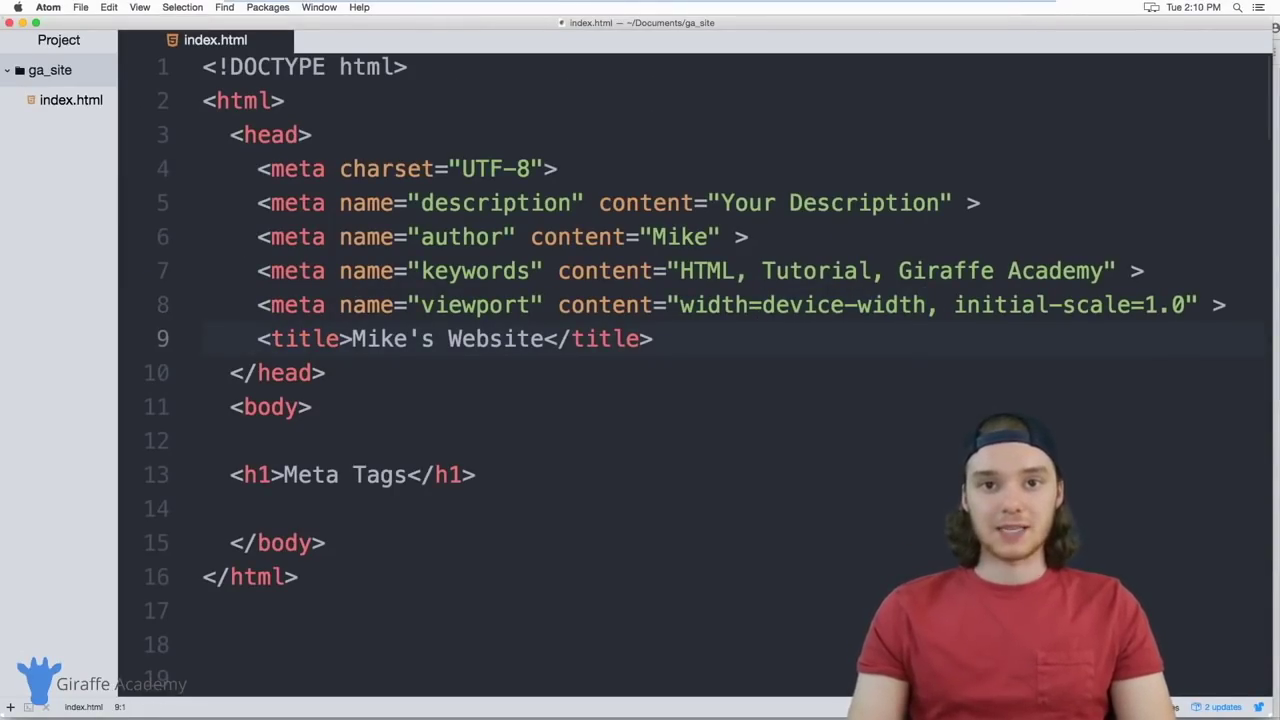 Atom File Edit View Selection Find Packages Window Help Tue 2:10 PM
index.html — ~/Documents/ga_site
Project index.html
ga_site
index.html
1 <!DOCTYPE html>
2 <html>
3 <head>
4 <meta charset="UTF-8">
5 <meta name="description" content="Your Description" >
6 <meta name="author" content="Mike" >
7 <meta name="keywords" content="HTML, Tutorial, Giraffe Academy" >
8 <meta name="viewport" content="width=device-width, initial-scale=1.0" >
9 <title>Mike's Website</title>
10 </head>
11 <body>
12
13 <h1>Meta Tags</h1>
14
15 </body>
16 </html>
17
18
19
Giraffe Academy
index.html 9:1 2 updates